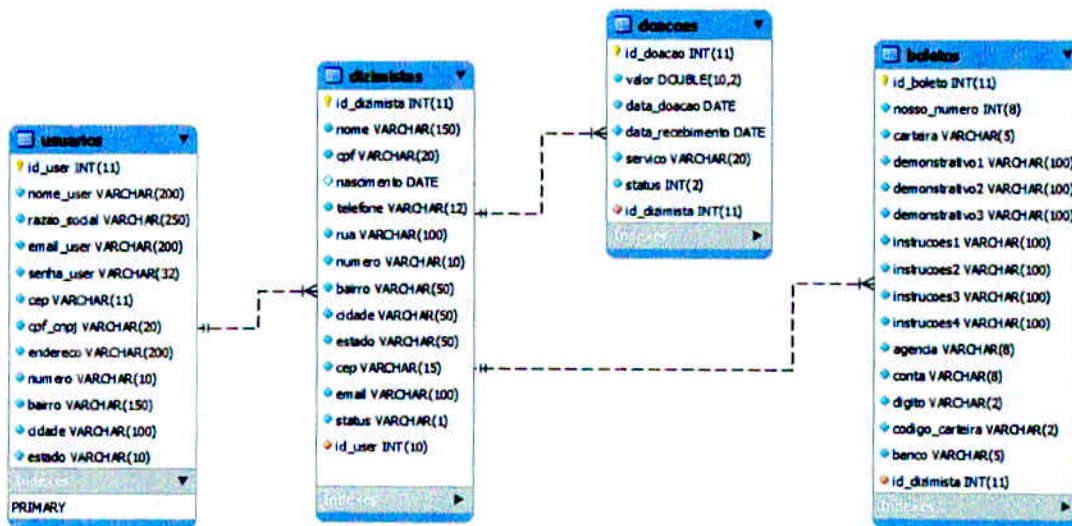 usuarios
id_user INT(11)
nome_user VARCHAR(200)
razao_social VARCHAR(250)
email_user VARCHAR(200)
senha_user VARCHAR(32)
cep VARCHAR(11)
cpf_cnpj VARCHAR(20)
endereco VARCHAR(200)
numero VARCHAR(10)
bairro VARCHAR(150)
cidade VARCHAR(100)
estado VARCHAR(10)
Indexes
PRIMARY
dizimistas
id_dizimista INT(11)
nome VARCHAR(150)
cpf VARCHAR(20)
nascimento DATE
telefone VARCHAR(12)
rua VARCHAR(100)
numero VARCHAR(10)
bairro VARCHAR(50)
cidade VARCHAR(50)
estado VARCHAR(50)
cep VARCHAR(15)
email VARCHAR(100)
status VARCHAR(1)
id_user INT(10)
Indexes
doacoes
id_doacao INT(11)
valor DOUBLE(10,2)
data_doacao DATE
data_recebimento DATE
servico VARCHAR(20)
status INT(2)
id_dizimista INT(11)
Indexes
boletos
id_boleto INT(11)
nosso_numero INT(8)
carteira VARCHAR(5)
demonstrativo1 VARCHAR(100)
demonstrativo2 VARCHAR(100)
demonstrativo3 VARCHAR(100)
instrucoes1 VARCHAR(100)
instrucoes2 VARCHAR(100)
instrucoes3 VARCHAR(100)
instrucoes4 VARCHAR(100)
agencia VARCHAR(8)
conta VARCHAR(8)
digito VARCHAR(2)
codigo_carteira VARCHAR(2)
banco VARCHAR(5)
id_dizimista INT(11)
Indexes